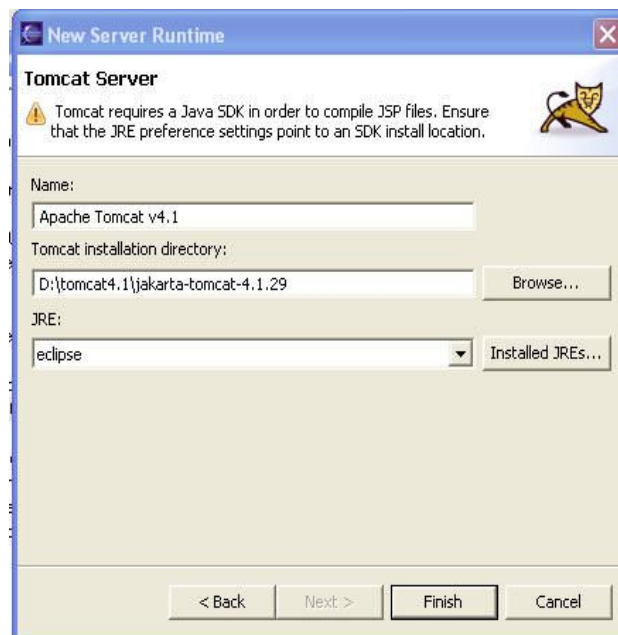 New Server Runtime
Tomcat Server
Tomcat requires a Java SDK in order to compile JSP files. Ensure
that the JRE preference settings point to an SDK install location.
Name:
Apache Tomcat v4.1
Tomcat installation directory:
D:\tomcat4.1\jakarta-tomcat-4.1.29
Browse...
JRE:
eclipse
Installed JREs...
< Back
Next >
Finish
Cancel